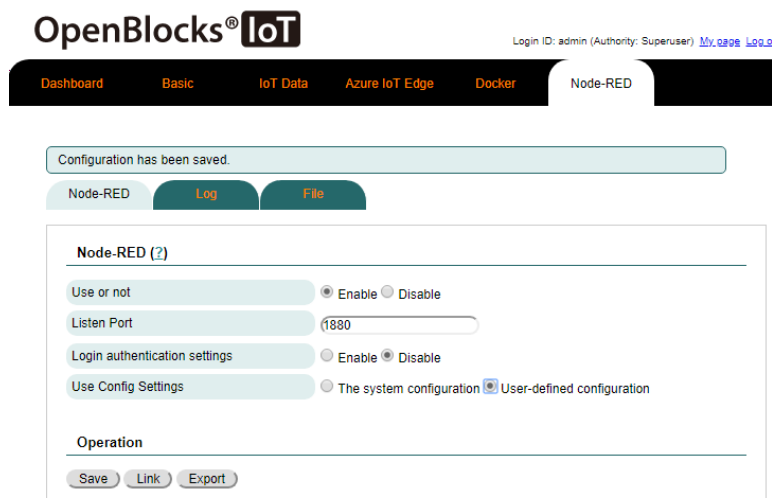 OpenBlocks® IoT
Login ID: admin (Authority: Superuser) My page Log o
Dashboard Basic IoT Data Azure IoT Edge Docker Node-RED
Configuration has been saved.
Node-RED Log File
Node-RED (?)
Use or not Enable Disable
Listen Port 1880
Login authentication settings Enable Disable
Use Config Settings The system configuration User-defined configuration
Operation
Save Link Export